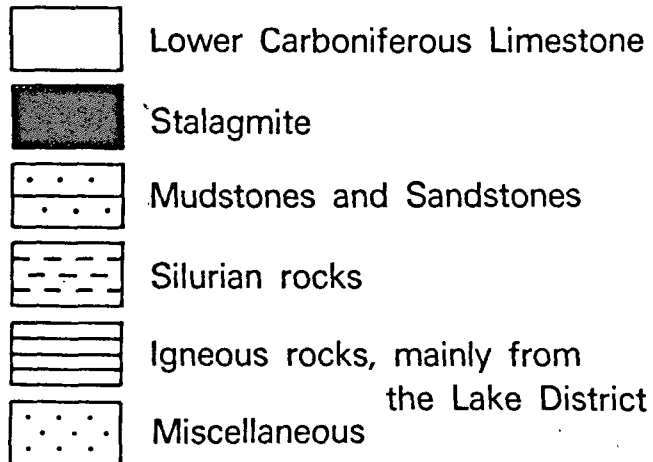 Lower Carboniferous Limestone
Stalagmite
Mudstones and Sandstones
Silurian rocks
Igneous rocks, mainly from
the Lake District
Miscellaneous